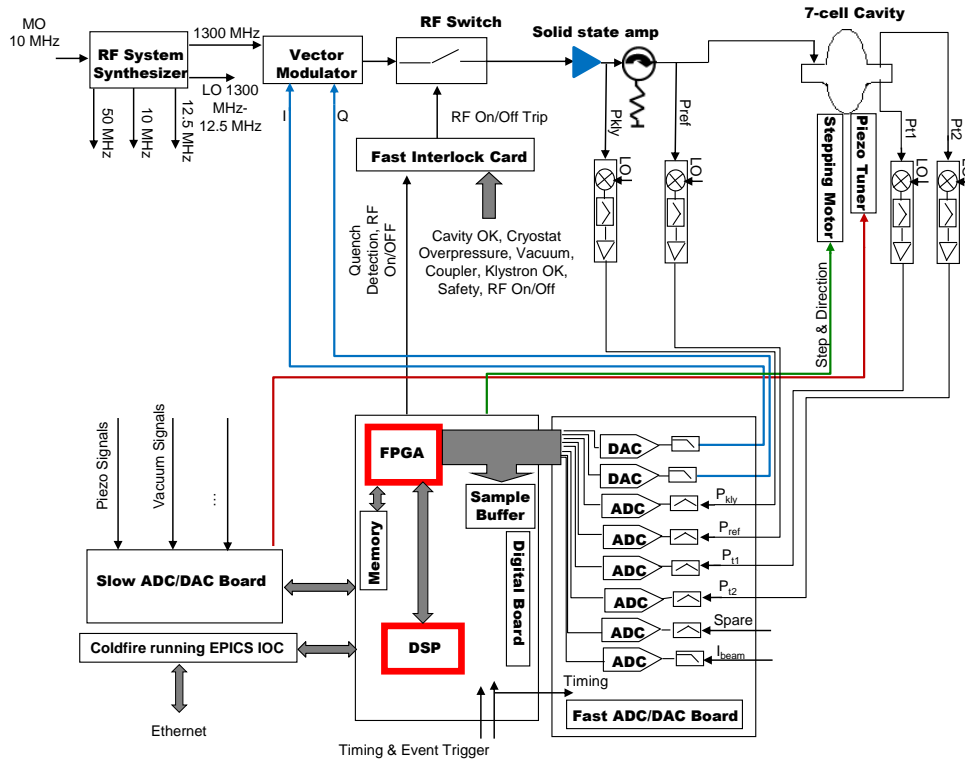 MO
10 MHz
RF System
Synthesizer
1300 MHz
LO 1300
MHz-
12.5 MHz
50 MHz
10 MHz
12.5 MHz
Vector
Modulator
I
Q
RF Switch
RF On/Off Trip
Fast Interlock Card
Quench
Detection, RF
On/OFF
Cavity OK, Cryostat
Overpressure, Vacuum,
Coupler, Klystron OK,
Safety, RF On/Off
Solid state amp
Pkly
Pref
LO I
LO I
7-cell Cavity
Stepping Motor
Piezo Tuner
Pt1
Pt2
LO I
Step & Direction
Piezo Signals
Vacuum Signals
…
Slow ADC/DAC Board
Coldfire running EPICS IOC
Ethernet
FPGA
Memory
Sample
Buffer
Digital Board
DSP
Timing & Event Trigger
Timing
DAC
DAC
ADC
Pkly
ADC
Pref
ADC
Pt1
ADC
Pt2
ADC
Spare
ADC
Ibeam
Fast ADC/DAC Board